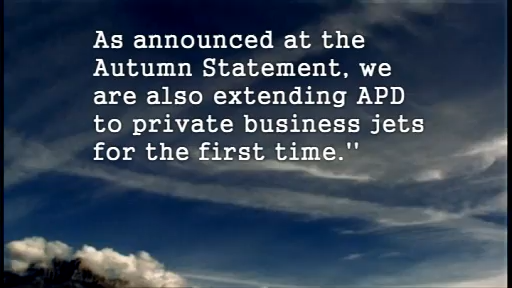 As announced at the
Autumn Statement, we
are also extending APD
to private business jets
for the first time."